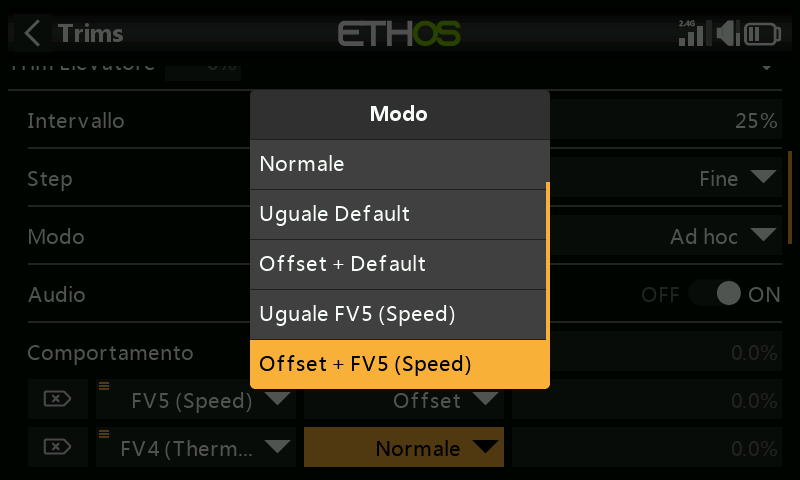 Trims
ETHOS
2.4G
Trim Elevatore 0%
Intervallo 25%
Modo
Normale
Step Fine
Uguale Default
Modo Ad hoc
Offset + Default
Audio OFF ON
Uguale FV5 (Speed)
Comportamento 0.0%
Offset + FV5 (Speed)
FV5 (Speed) Offset 0.0%
FV4 (Therm... Normale 0.0%